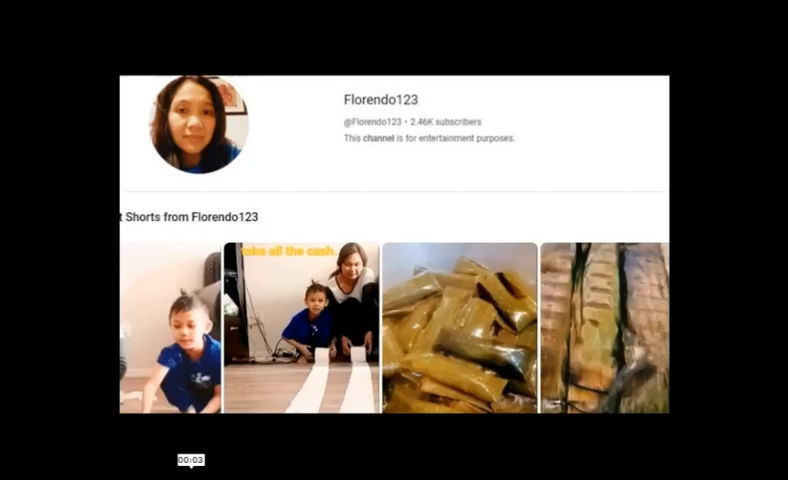 Florendo123
@Florendo123 • 2.46K subscribers
This channel is for entertainment purposes.
t Shorts from Florendo123
take all the cash.
00:03